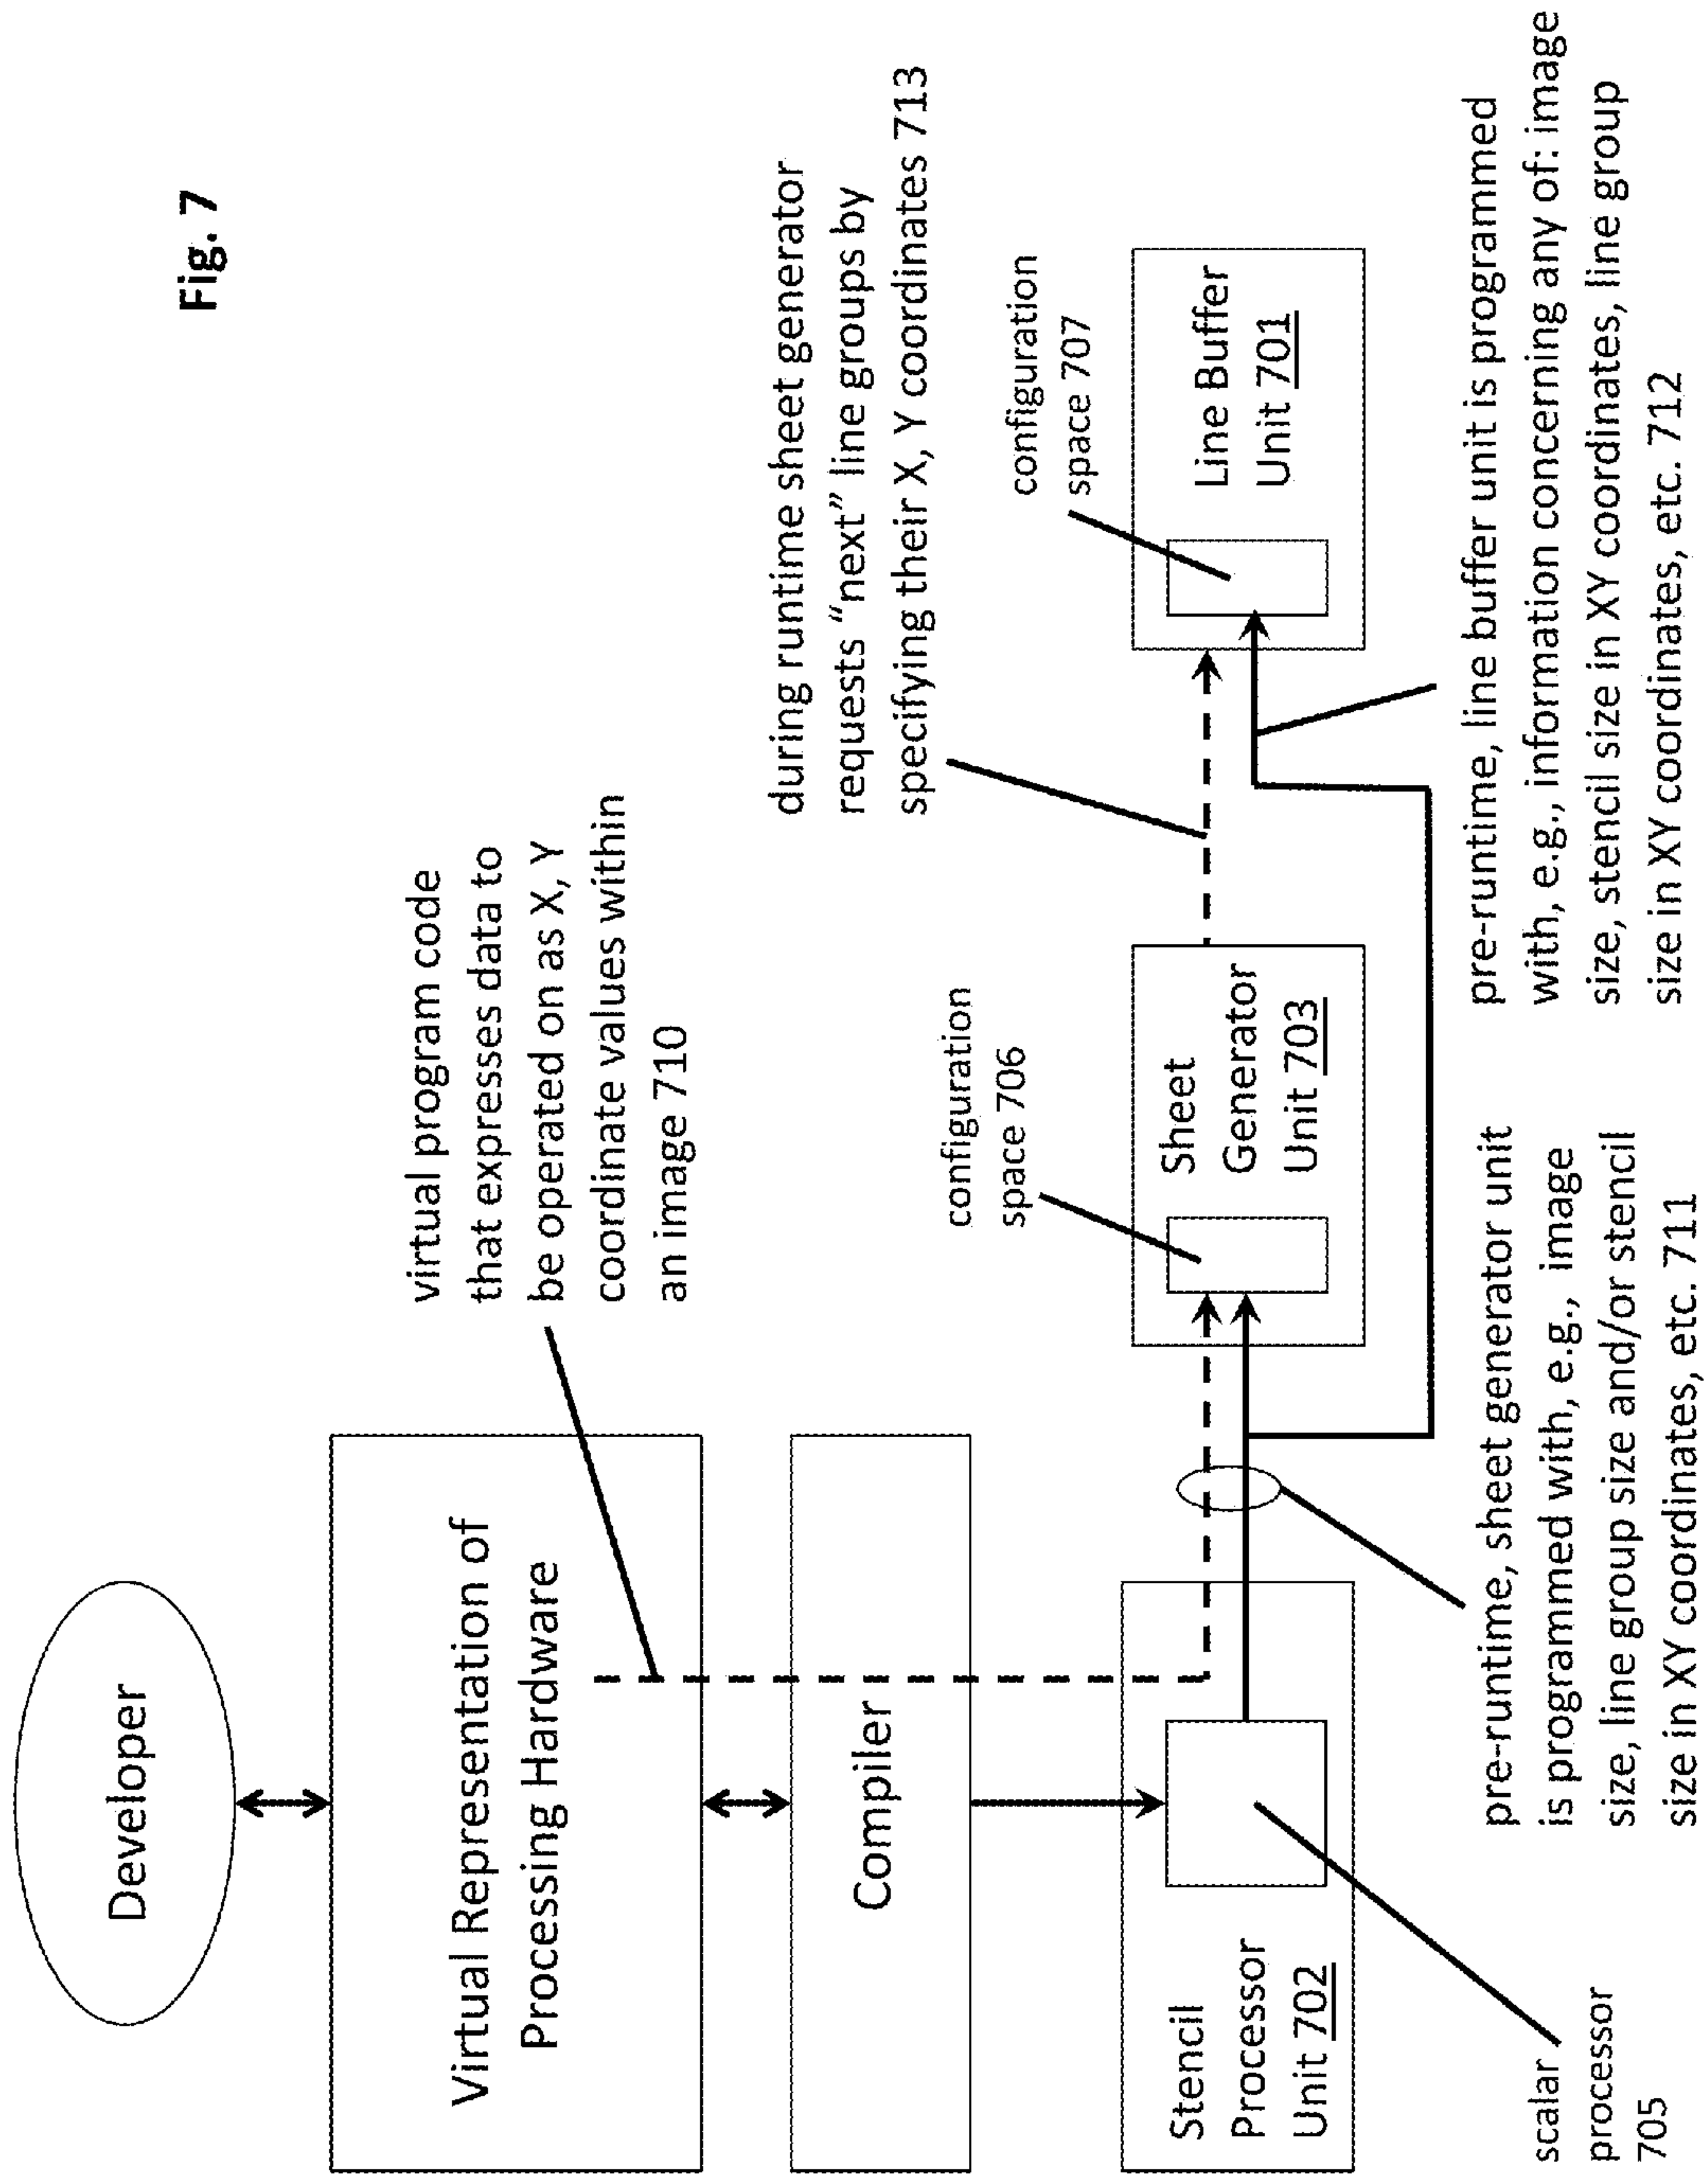 Fig. 7
Developer
Virtual Representation of
Processing Hardware
virtual program code
that expresses data to
be operated on as X, Y
coordinate values within
an image 710
Compiler
during runtime sheet generator
requests “next” line groups by
specifying their X, Y coordinates 713
configuration
space 706
configuration
space 707
Stencil
Processor
Unit 702
Sheet
Generator
Unit 703
Line Buffer
Unit 701
scalar
processor
705
pre-runtime, sheet generator unit
is programmed with, e.g., image
size, line group size and/or stencil
size in XY coordinates, etc. 711
pre-runtime, line buffer unit is programmed
with, e.g., information concerning any of: image
size, stencil size in XY coordinates, line group
size in XY coordinates, etc. 712